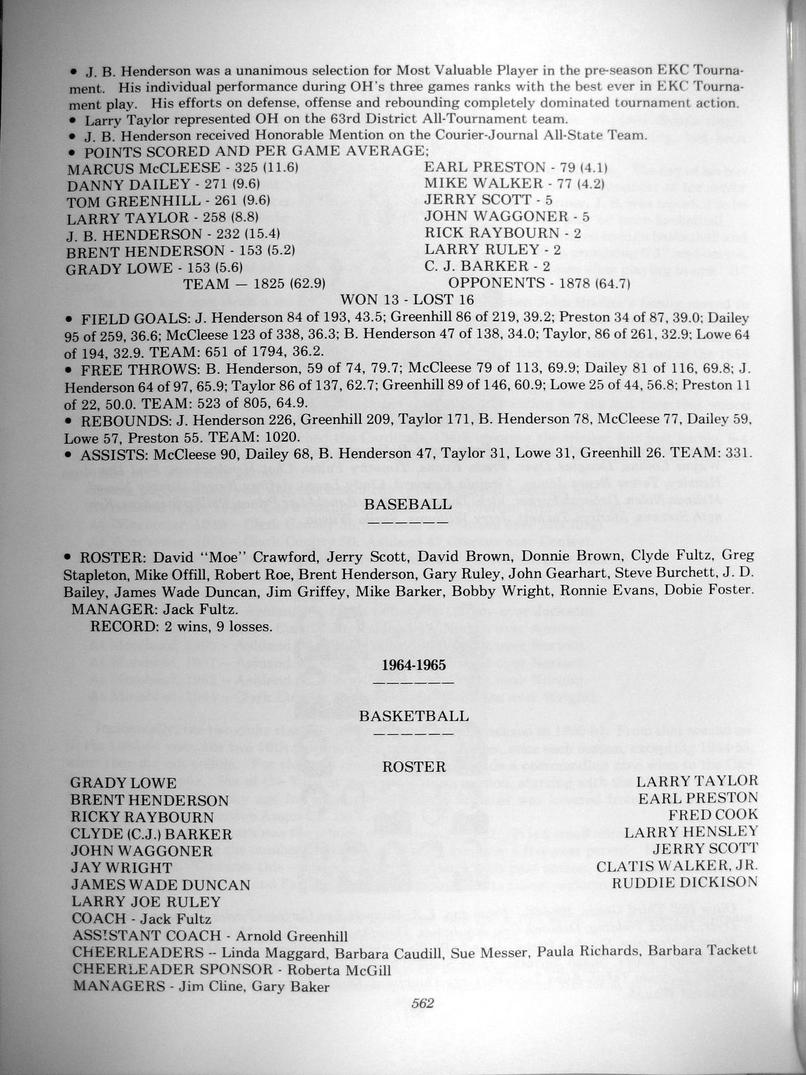 • J. B. Henderson was a unanimous selection for Most Valuable Player in the pre-season EKC Tourna-
ment. His individual performance during OH's three games ranks with the best ever in EKC Tourna-
ment play. His efforts on defense, offense and rebounding completely dominated tournament action.
• Larry Taylor represented OH on the 63rd District All-Tournament team.
• J. B. Henderson received Honorable Mention on the Courier-Journal All-State Team.
• POINTS SCORED AND PER GAME AVERAGE;
MARCUS McCLEESE - 325 (11.6) EARL PRESTON - 79 (4.1)
DANNY DAILEY - 271 (9.6) MIKE WALKER - 77 (4.2)
TOM GREENHILL - 261 (9.6) JERRY SCOTT - 5
LARRY TAYLOR - 258 (8.8) JOHN WAGGONER - 5
J. B. HENDERSON - 232 (15.4) RICK RAYBOURN - 2
BRENT HENDERSON - 153 (5.2) LARRY RULEY - 2
GRADY LOWE - 153 (5.6) C. J. BARKER - 2
TEAM — 1825 (62.9) OPPONENTS - 1878 (64.7)
WON 13 - LOST 16
• FIELD GOALS: J. Henderson 84 of 193, 43.5; Greenhill 86 of 219, 39.2; Preston 34 of 87, 39.0; Dailey
95 of 259, 36.6; McCleese 123 of 338, 36.3; B. Henderson 47 of 138, 34.0; Taylor, 86 of 261, 32.9; Lowe 64
of 194, 32.9. TEAM: 651 of 1794, 36.2.
• FREE THROWS: B. Henderson, 59 of 74, 79.7; McCleese 79 of 113, 69.9; Dailey 81 of 116, 69.8; J.
Henderson 64 of 97, 65.9; Taylor 86 of 137, 62.7; Greenhill 89 of 146, 60.9; Lowe 25 of 44, 56.8; Preston 11
of 22, 50.0. TEAM: 523 of 805, 64.9.
• REBOUNDS: J. Henderson 226, Greenhill 209, Taylor 171, B. Henderson 78, McCleese 77, Dailey 59,
Lowe 57, Preston 55. TEAM: 1020.
• ASSISTS: McCleese 90, Dailey 68, B. Henderson 47, Taylor 31, Lowe 31, Greenhill 26. TEAM: 331.
BASEBALL
• ROSTER: David “Moe” Crawford, Jerry Scott, David Brown, Donnie Brown, Clyde Fultz, Greg
Stapleton, Mike Offill, Robert Roe, Brent Henderson, Gary Ruley, John Gearhart, Steve Burchett, J. D.
Bailey, James Wade Duncan, Jim Griffey, Mike Barker, Bobby Wright, Ronnie Evans, Dobie Foster.
MANAGER: Jack Fultz.
RECORD: 2 wins, 9 losses.
1964-1965
BASKETBALL
ROSTER
GRADY LOWE LARRY TAYLOR
BRENT HENDERSON EARL PRESTON
RICKY RAYBOURN FRED COOK
CLYDE (C.J.) BARKER LARRY HENSLEY
JOHN WAGGONER JERRY SCOTT
JAY WRIGHT CLATIS WALKER, JR.
JAMES WADE DUNCAN RUDDIE DICKISON
LARRY JOE RULEY
COACH - Jack Fultz
ASSISTANT COACH - Arnold Greenhill
CHEERLEADERS -- Linda Maggard, Barbara Caudill, Sue Messer, Paula Richards, Barbara Tackett
CHEERLEADER SPONSOR - Roberta McGill
MANAGERS - Jim Cline, Gary Baker
562